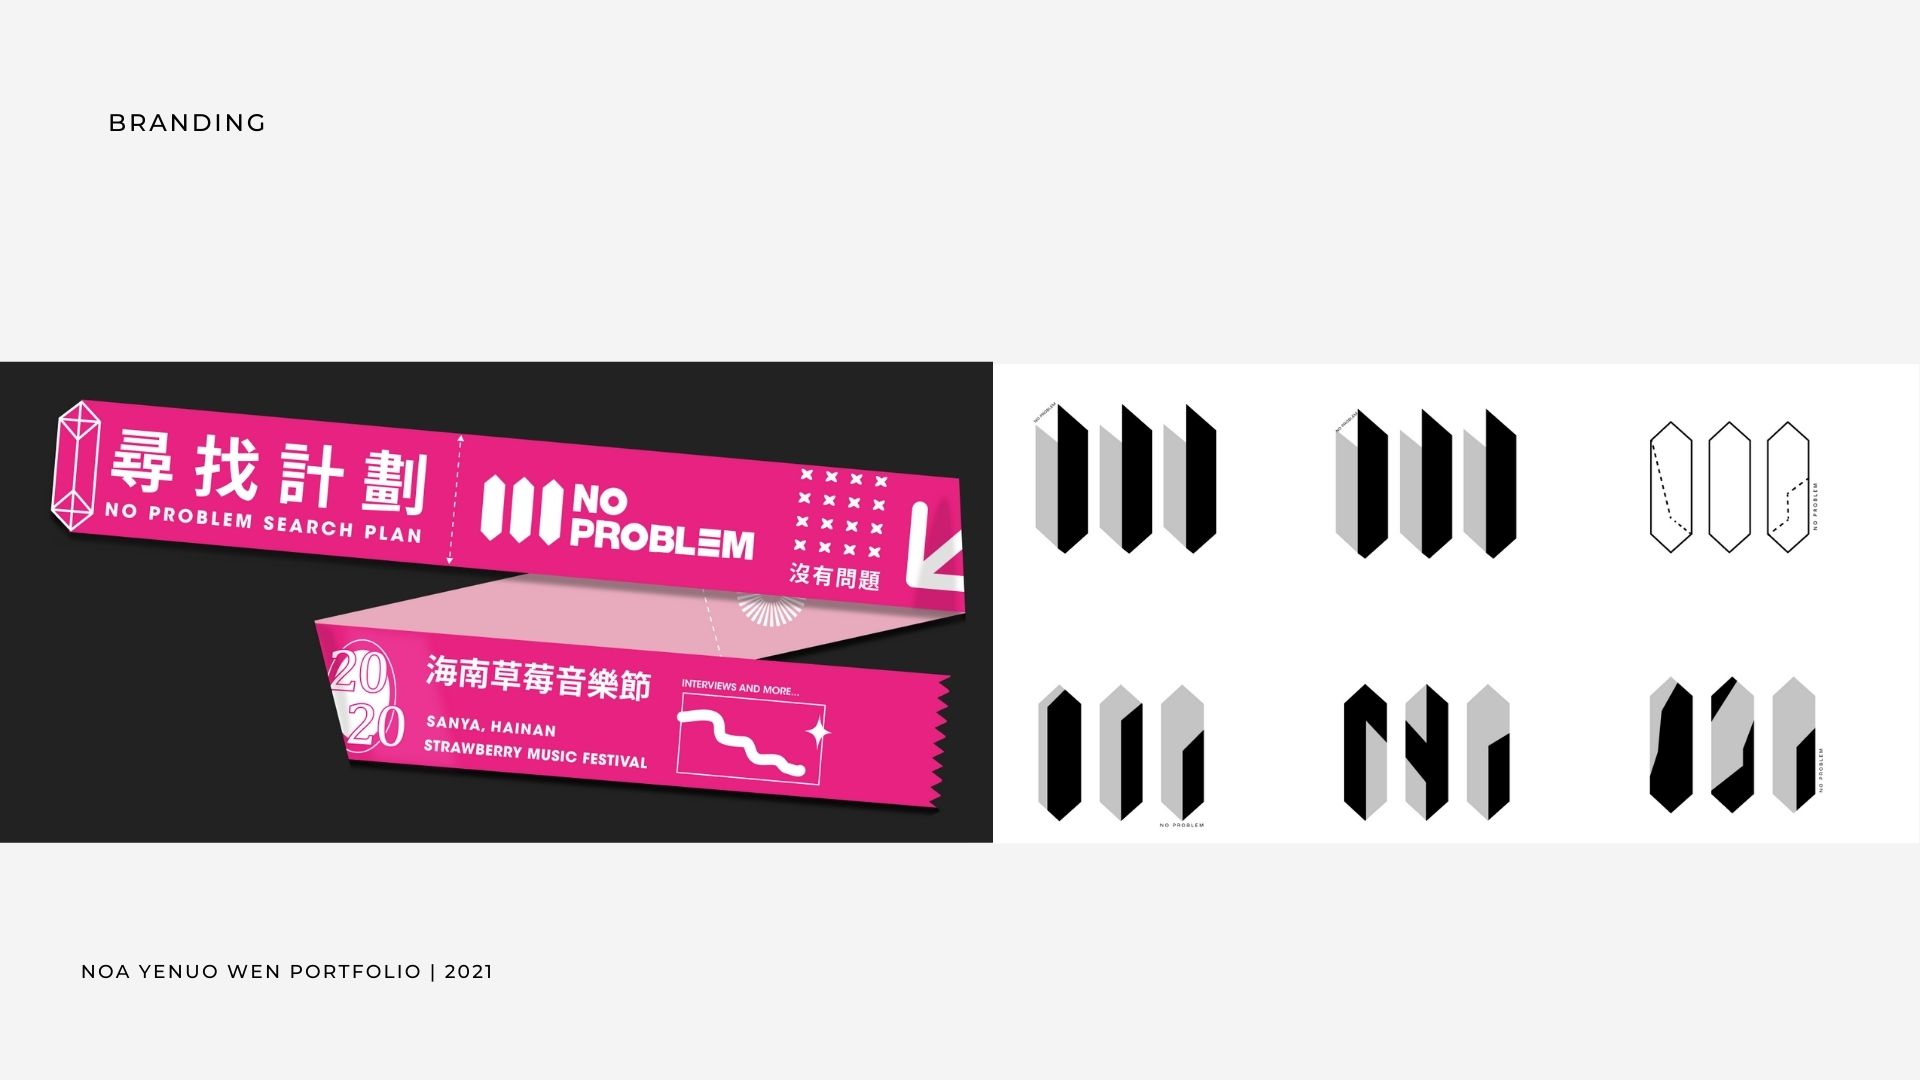 BRANDING
尋找計劃
NO PROBLEM SEARCH PLAN
NO
PROBLEM
沒有問題
20
20
海南草莓音樂節
SANYA, HAINAN
STRAWBERRY MUSIC FESTIVAL
INTERVIEWS AND MORE...
NO PROBLEM
NO PROBLEM
NO PROBLEM
NO PROBLEM
NO PROBLEM
NOA YENUO WEN PORTFOLIO | 2021